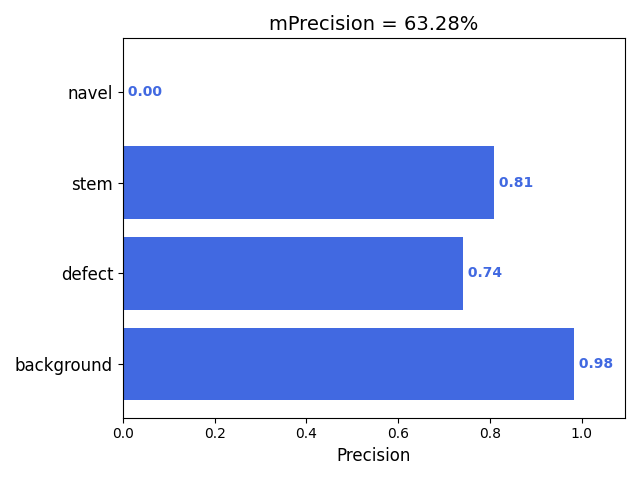 mPrecision = 63.28%
navel
0.00
stem
0.81
defect
0.74
background
0.98
0.0 0.2 0.4 0.6 0.8 1.0
Precision